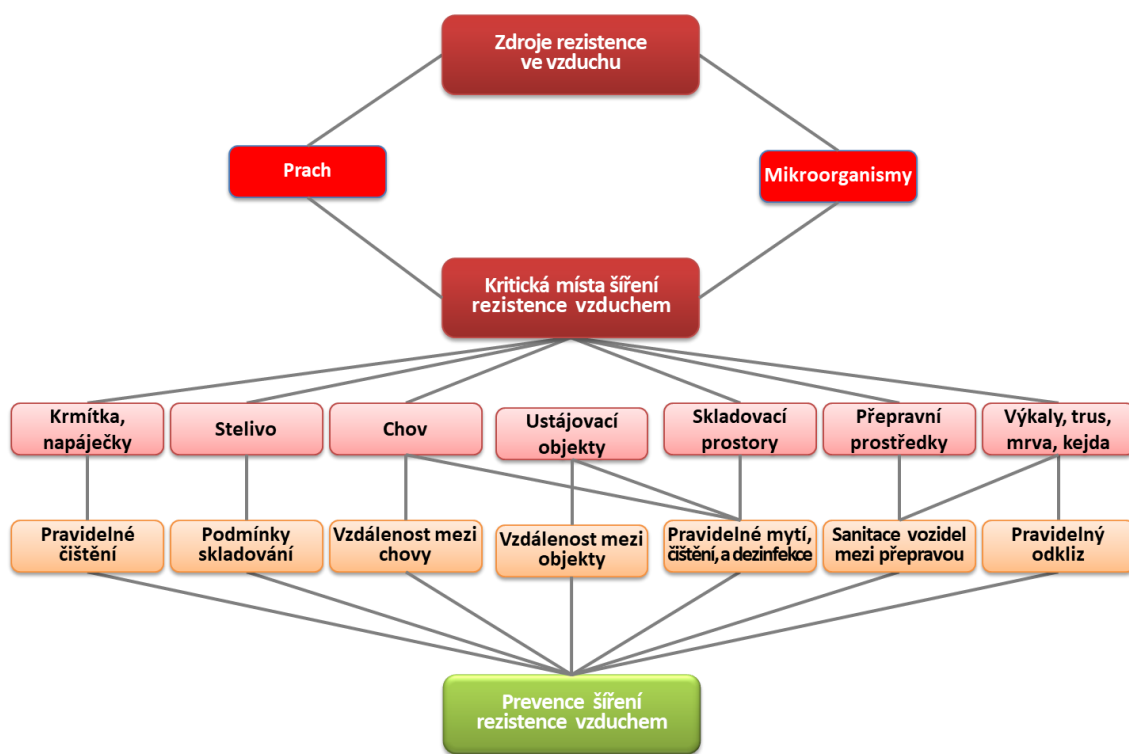 Zdroje rezistence
ve vzduchu
Prach
Mikroorganismy
Kritická místa šíření
rezistence vzduchem
Krmítka,
napáječky
Stelivo
Chov
Ustájovací
objekty
Skladovací
prostory
Přepravní
prostředky
Výkaly, trus,
mrva, kejda
Pravidelné
čištění
Podmínky
skladování
Vzdálenost mezi
chovy
Vzdálenost mezi
objekty
Pravidelné mytí,
čištění, a dezinfekce
Sanitace vozidel
mezi přepravou
Pravidelný
odkliz
Prevence šíření
rezistence vzduchem